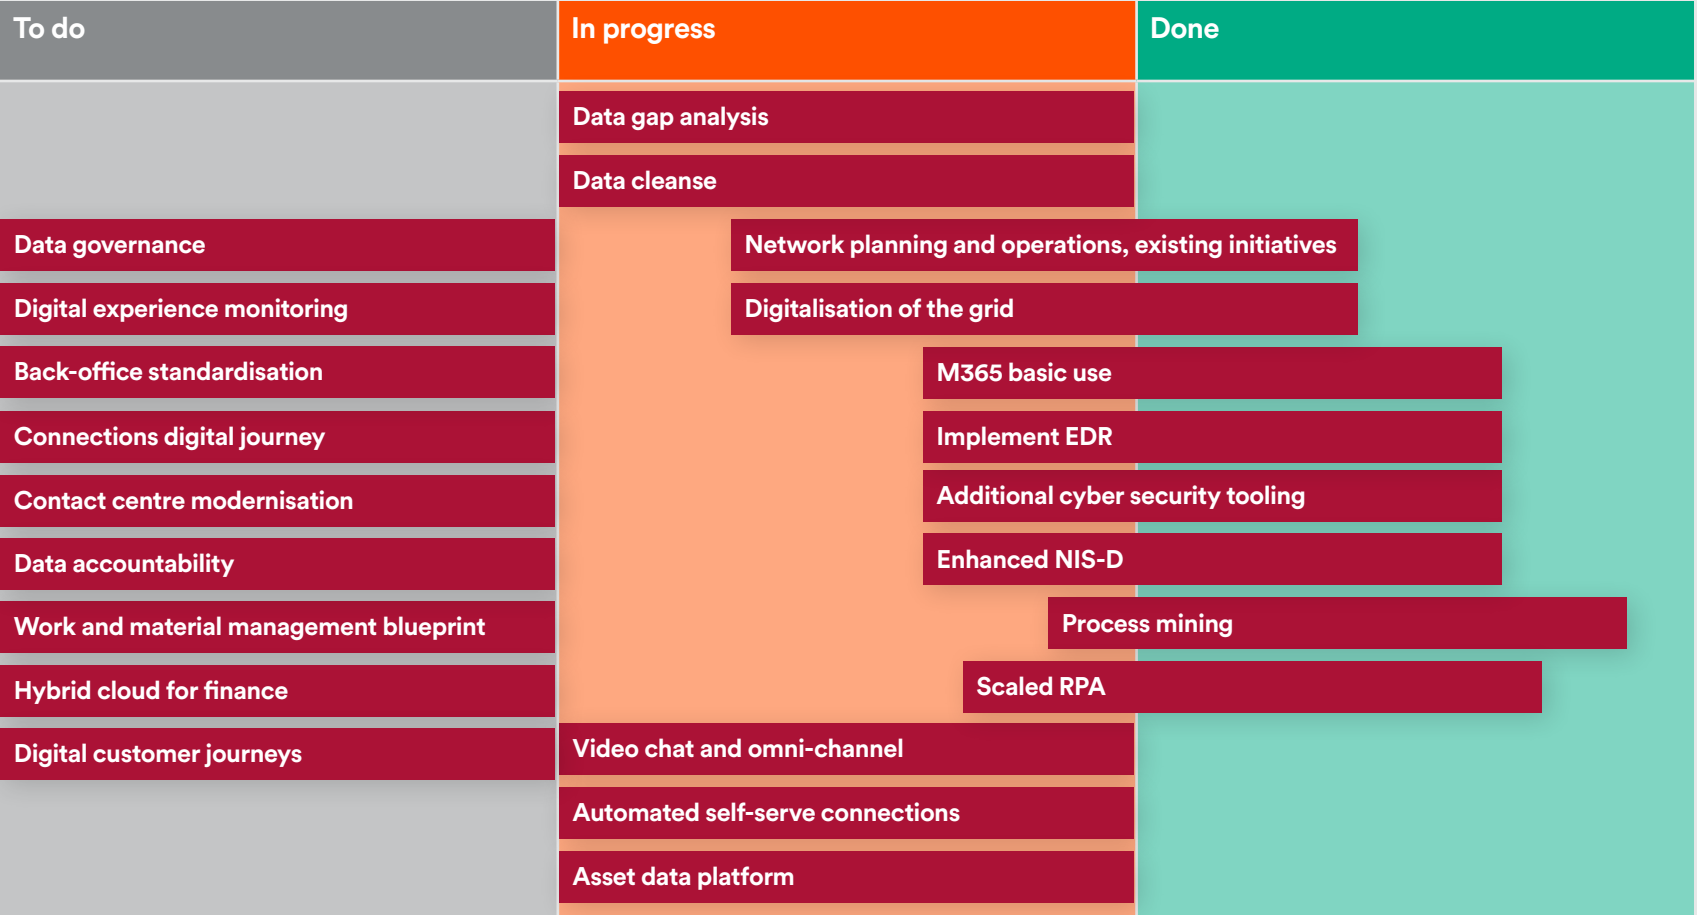 To do
In progress
Done
Data gap analysis
Data cleanse
Data governance
Network planning and operations, existing initiatives
Digital experience monitoring
Digitalisation of the grid
Back-office standardisation
M365 basic use
Connections digital journey
Implement EDR
Contact centre modernisation
Additional cyber security tooling
Data accountability
Enhanced NIS-D
Work and material management blueprint
Process mining
Hybrid cloud for finance
Scaled RPA
Digital customer journeys
Video chat and omni-channel
Automated self-serve connections
Asset data platform